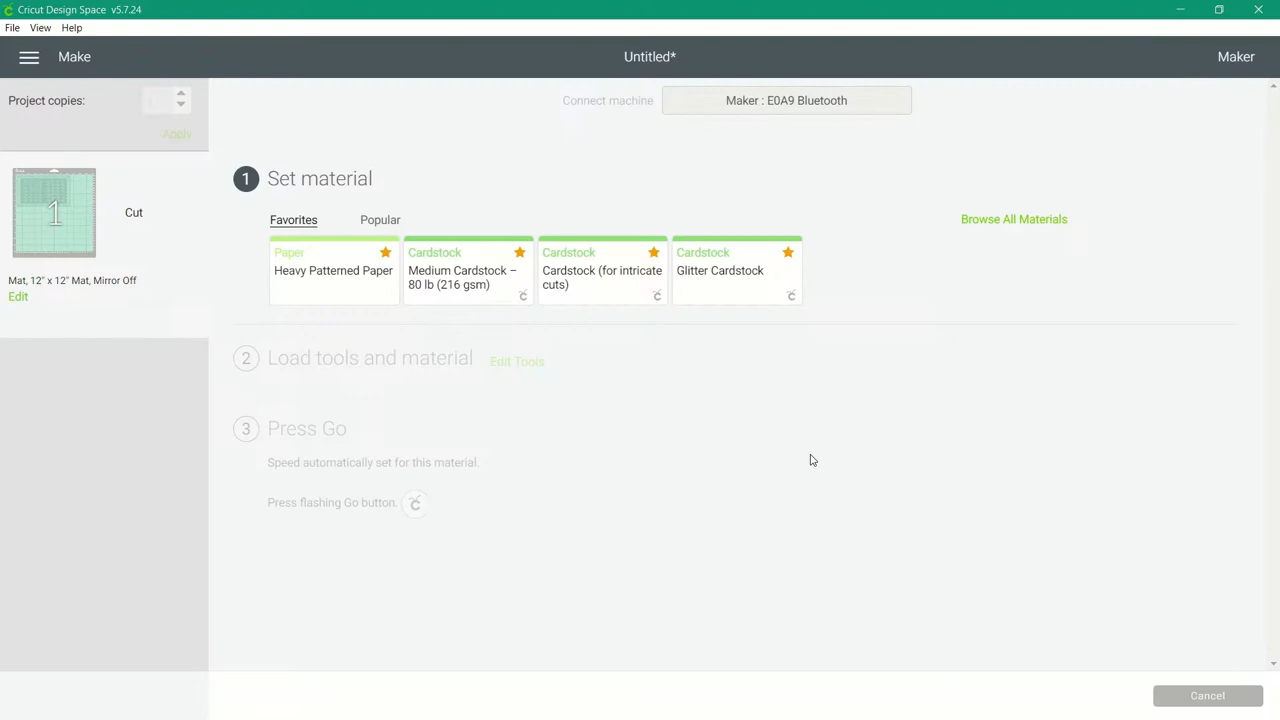 Cricut Design Space v5.7.24
File View Help
Make
Untitled*
Maker
Project copies:
Apply
1
Cut
Mat, 12" x 12" Mat, Mirror Off
Edit
Connect machine
Maker : E0A9 Bluetooth
1 Set material
Favorites Popular
Browse All Materials
Paper
Heavy Patterned Paper
Cardstock
Medium Cardstock –
80 lb (216 gsm)
Cardstock
Cardstock (for intricate
cuts)
Cardstock
Glitter Cardstock
2 Load tools and material Edit Tools
3 Press Go
Speed automatically set for this material.
Press flashing Go button.
Cancel